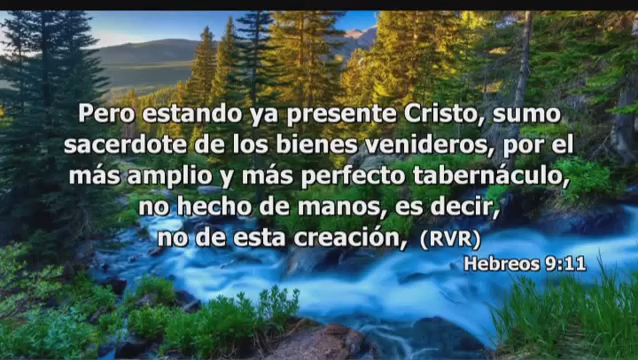 Pero estando ya presente Cristo, sumo
sacerdote de los bienes venideros, por el
más amplio y más perfecto tabernáculo,
no hecho de manos, es decir,
no de esta creación, (RVR)
Hebreos 9:11